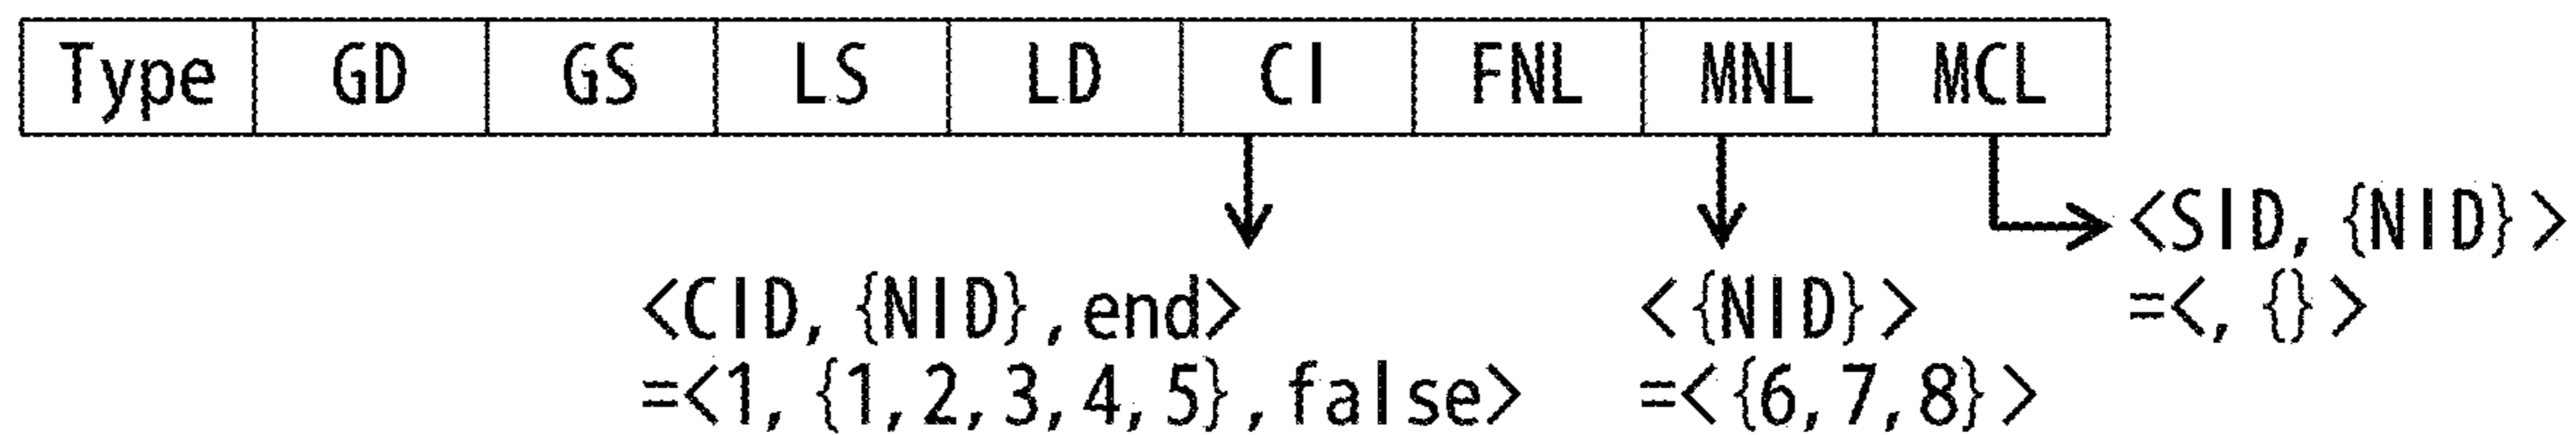 Type GD GS LS LD CI FNL MNL MCL
<SID, {NID}>
=<, {}>
<CID, {NID}, end>
=<1, {1, 2, 3, 4, 5}, false>
<{NID}>
=<{6, 7, 8}>